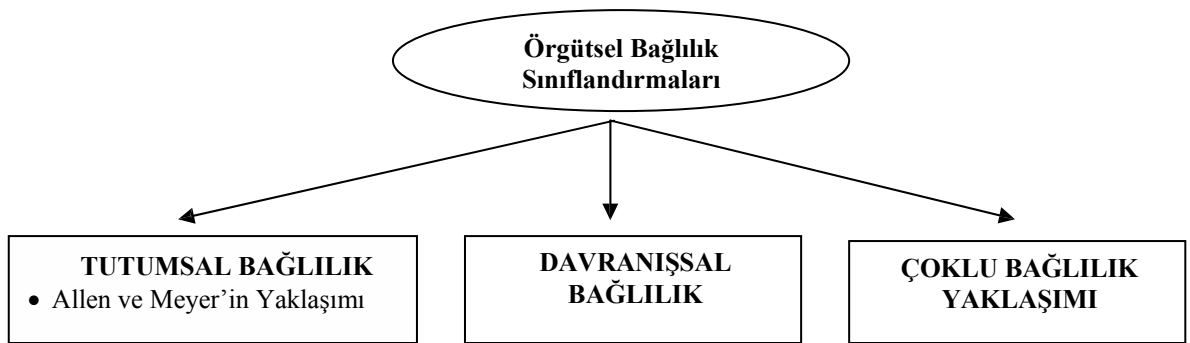 Örgütsel Bağlılık
Sınıflandırmaları
TUTUMSAL BAĞLILIK
• Allen ve Meyer’in Yaklaşımı
DAVRANIŞSAL
BAĞLILIK
ÇOKLU BAĞLILIK
YAKLAŞIMI